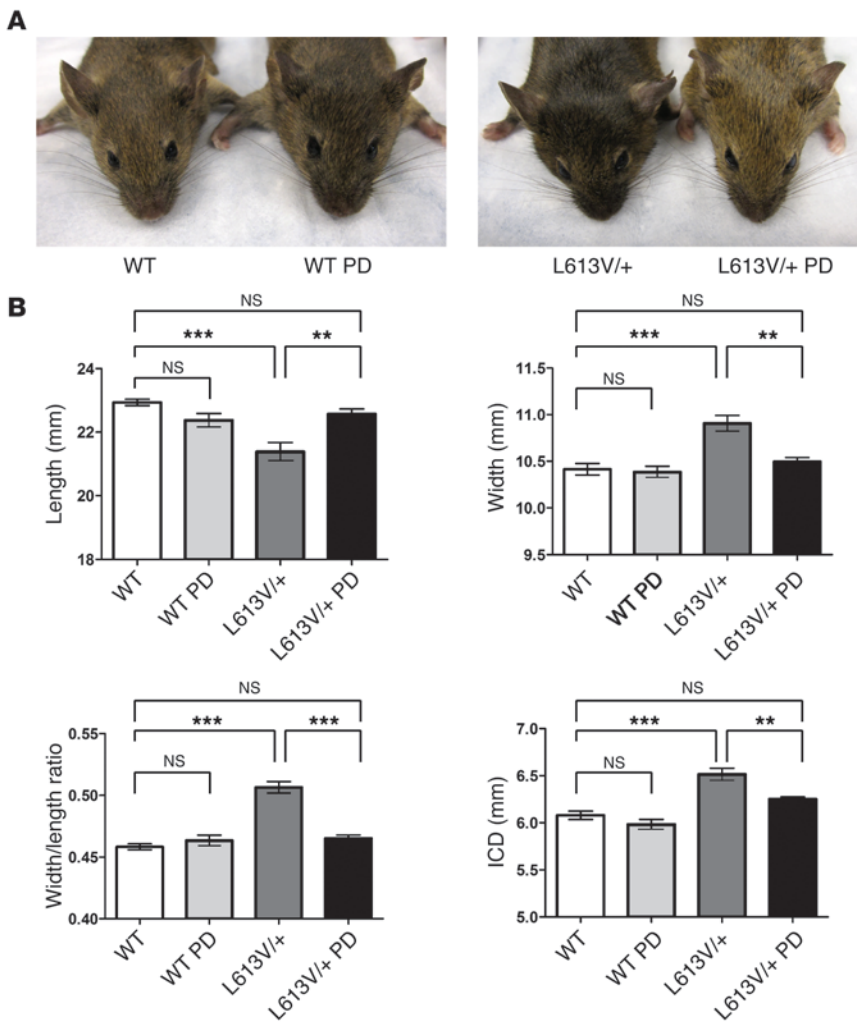 A
WT WT PD L613V/+ L613V/+ PD
B
NS
*** **
NS
Length (mm)
24
22
20
18
WT WT PD L613V/+ L613V/+ PD
NS
*** **
NS
Width (mm)
11.5
11.0
10.5
10.0
9.5
WT WT PD L613V/+ L613V/+ PD
NS
*** ***
NS
Width/length ratio
0.55
0.50
0.45
0.40
WT WT PD L613V/+ L613V/+ PD
NS
*** **
NS
ICD (mm)
7.0
6.5
6.0
5.5
5.0
WT WT PD L613V/+ L613V/+ PD